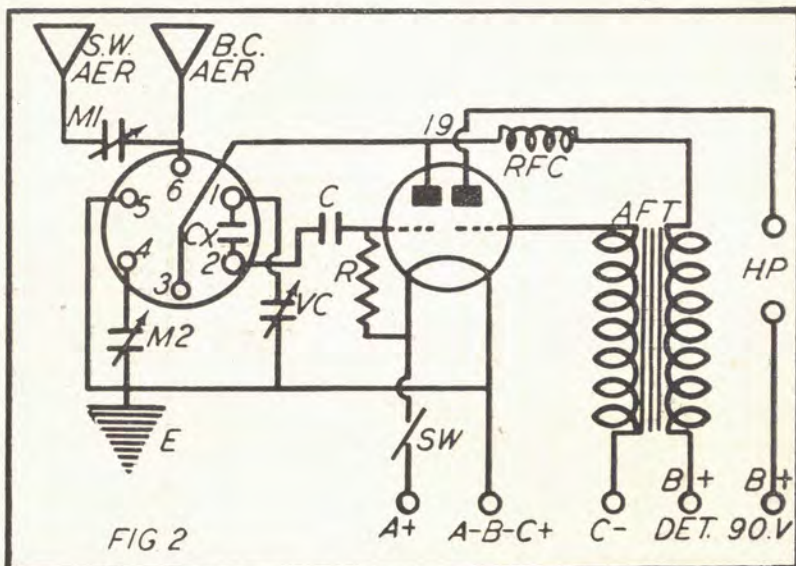 S.W. AER
B.C. AER
M1
19
RFC
6
5
1
CX
C
AFT
4
2
R
HP
3
VC
M2
E
SW
B+
B+
A+
A-B-C+
C-
DET.
90.V
FIG 2